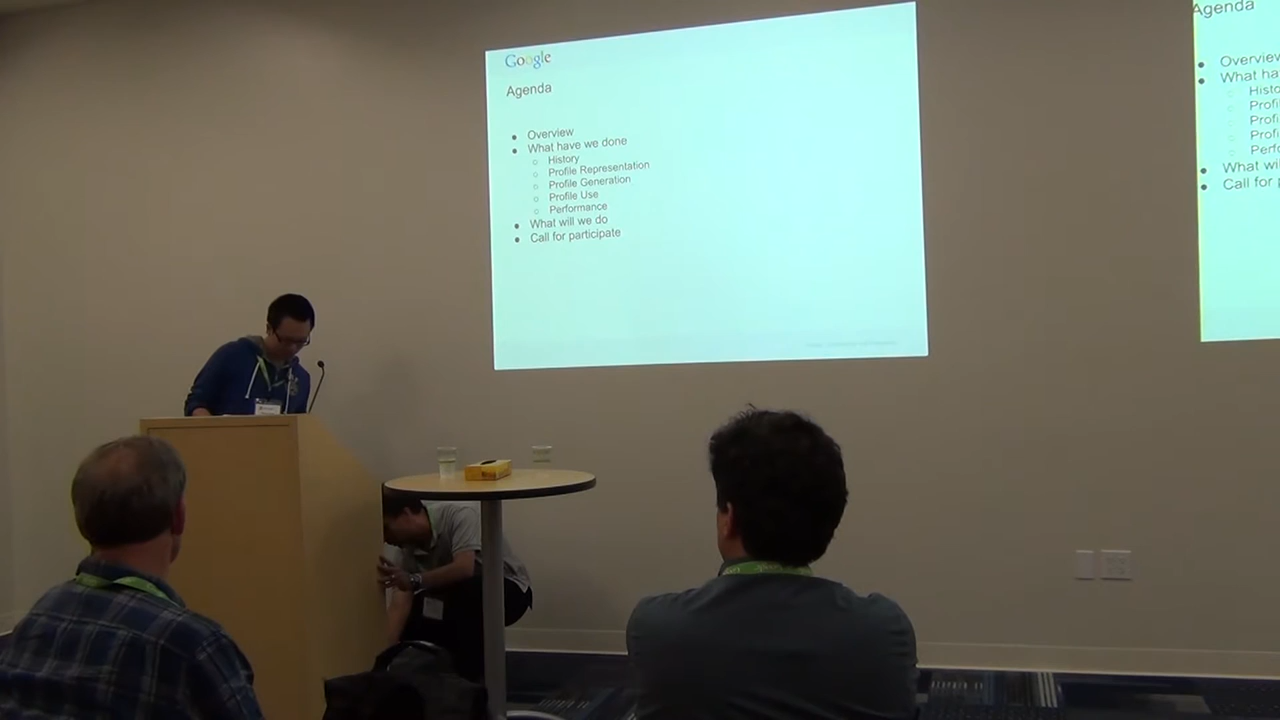 Google
Agenda
Overview
What have we done
History
Profile Representation
Profile Generation
Profile Use
Performance
What will we do
Call for participate
Agenda
Overview
What ha
Histo
Profi
Profi
Profi
Perfo
What wi
Call for p